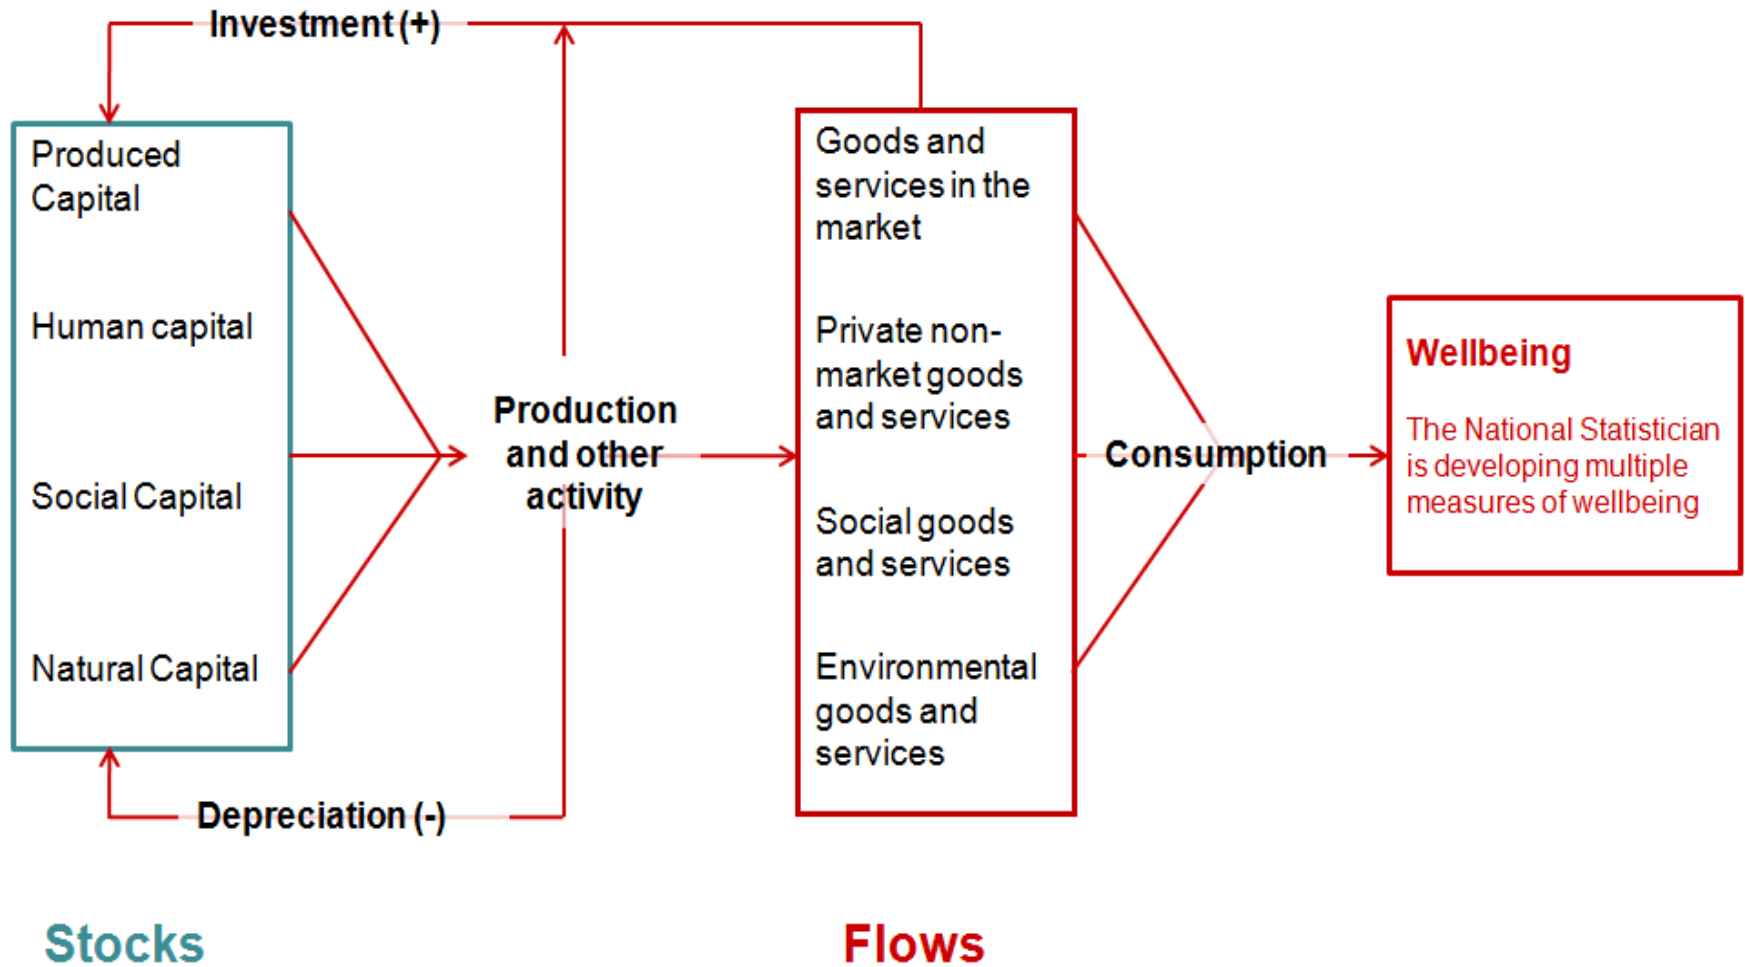 Investment (+)
Produced
Capital
Human capital
Social Capital
Natural Capital
Depreciation (-)
Production
and other
activity
Goods and
services in the
market
Private non-
market goods
and services
Social goods
and services
Environmental
goods and
services
Consumption
Wellbeing
The National Statistician
is developing multiple
measures of wellbeing
Stocks
Flows